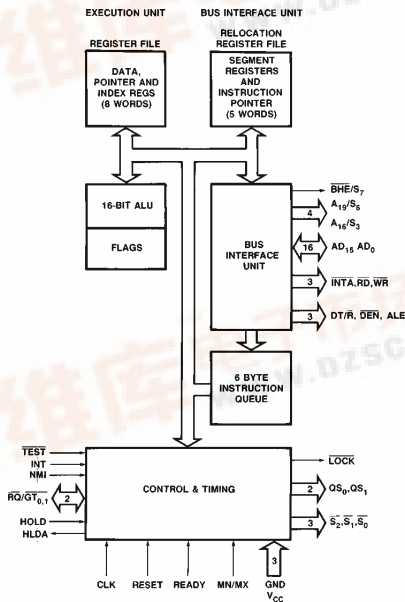 EXECUTION UNIT
BUS INTERFACE UNIT
REGISTER FILE
RELOCATION
REGISTER FILE
DATA,
POINTER AND
INDEX REGS
(8 WORDS)
SEGMENT
REGISTERS
AND
INSTRUCTION
POINTER
(5 WORDS)
16-BIT ALU
FLAGS
BUS
INTERFACE
UNIT
BHE/S7
4
A19/S6
A16/S3
16
AD15 AD0
3
INTA,RD,WR
3
DT/R, DEN, ALE
6 BYTE
INSTRUCTION
QUEUE
TEST
INT
NMI
RQ/GT0,1
2
HOLD
HLDA
CONTROL & TIMING
LOCK
2
QS0,QS1
3
S2,S1,S0
CLK
RESET
READY
MN/MX
3
GND
VCC